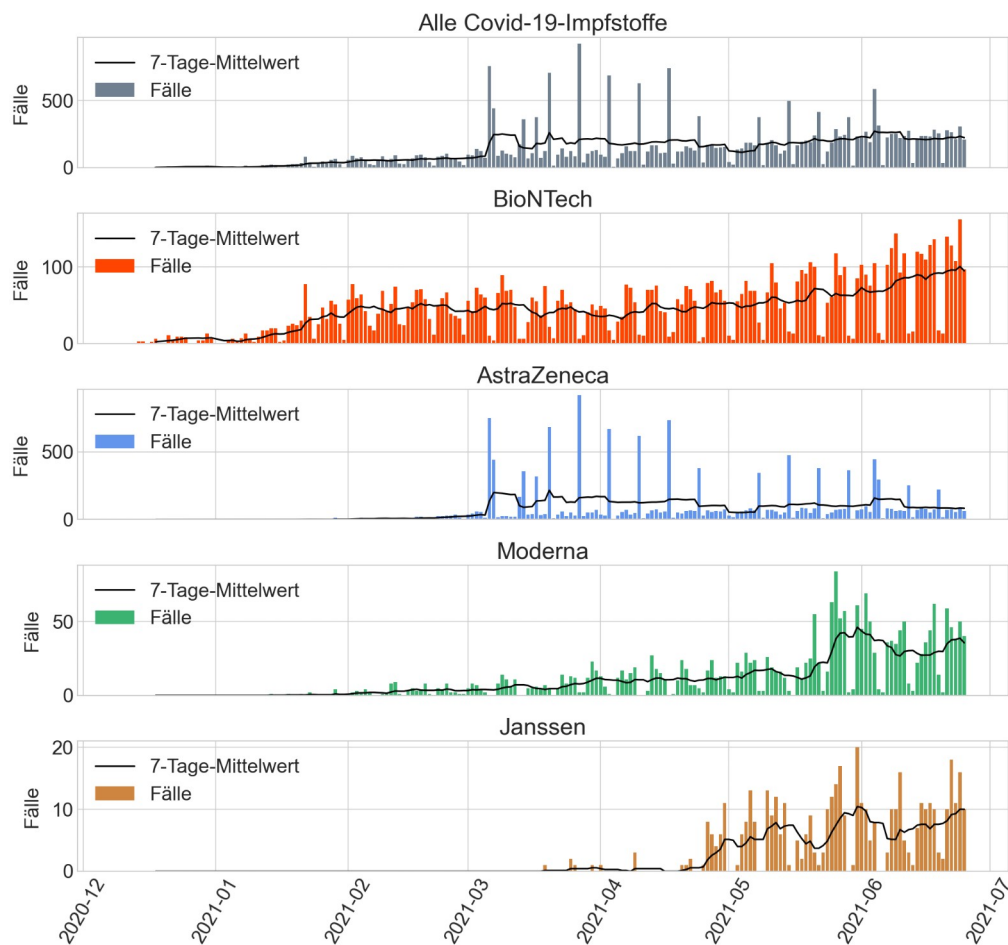 Alle Covid-19-Impfstoffe
7-Tage-Mittelwert
Fälle
Fälle
500
0
BioNTech
7-Tage-Mittelwert
Fälle
Fälle
100
0
AstraZeneca
7-Tage-Mittelwert
Fälle
Fälle
500
0
Moderna
7-Tage-Mittelwert
Fälle
Fälle
50
0
Janssen
7-Tage-Mittelwert
Fälle
Fälle
20
10
0
2020-12
2021-01
2021-02
2021-03
2021-04
2021-05
2021-06
2021-07